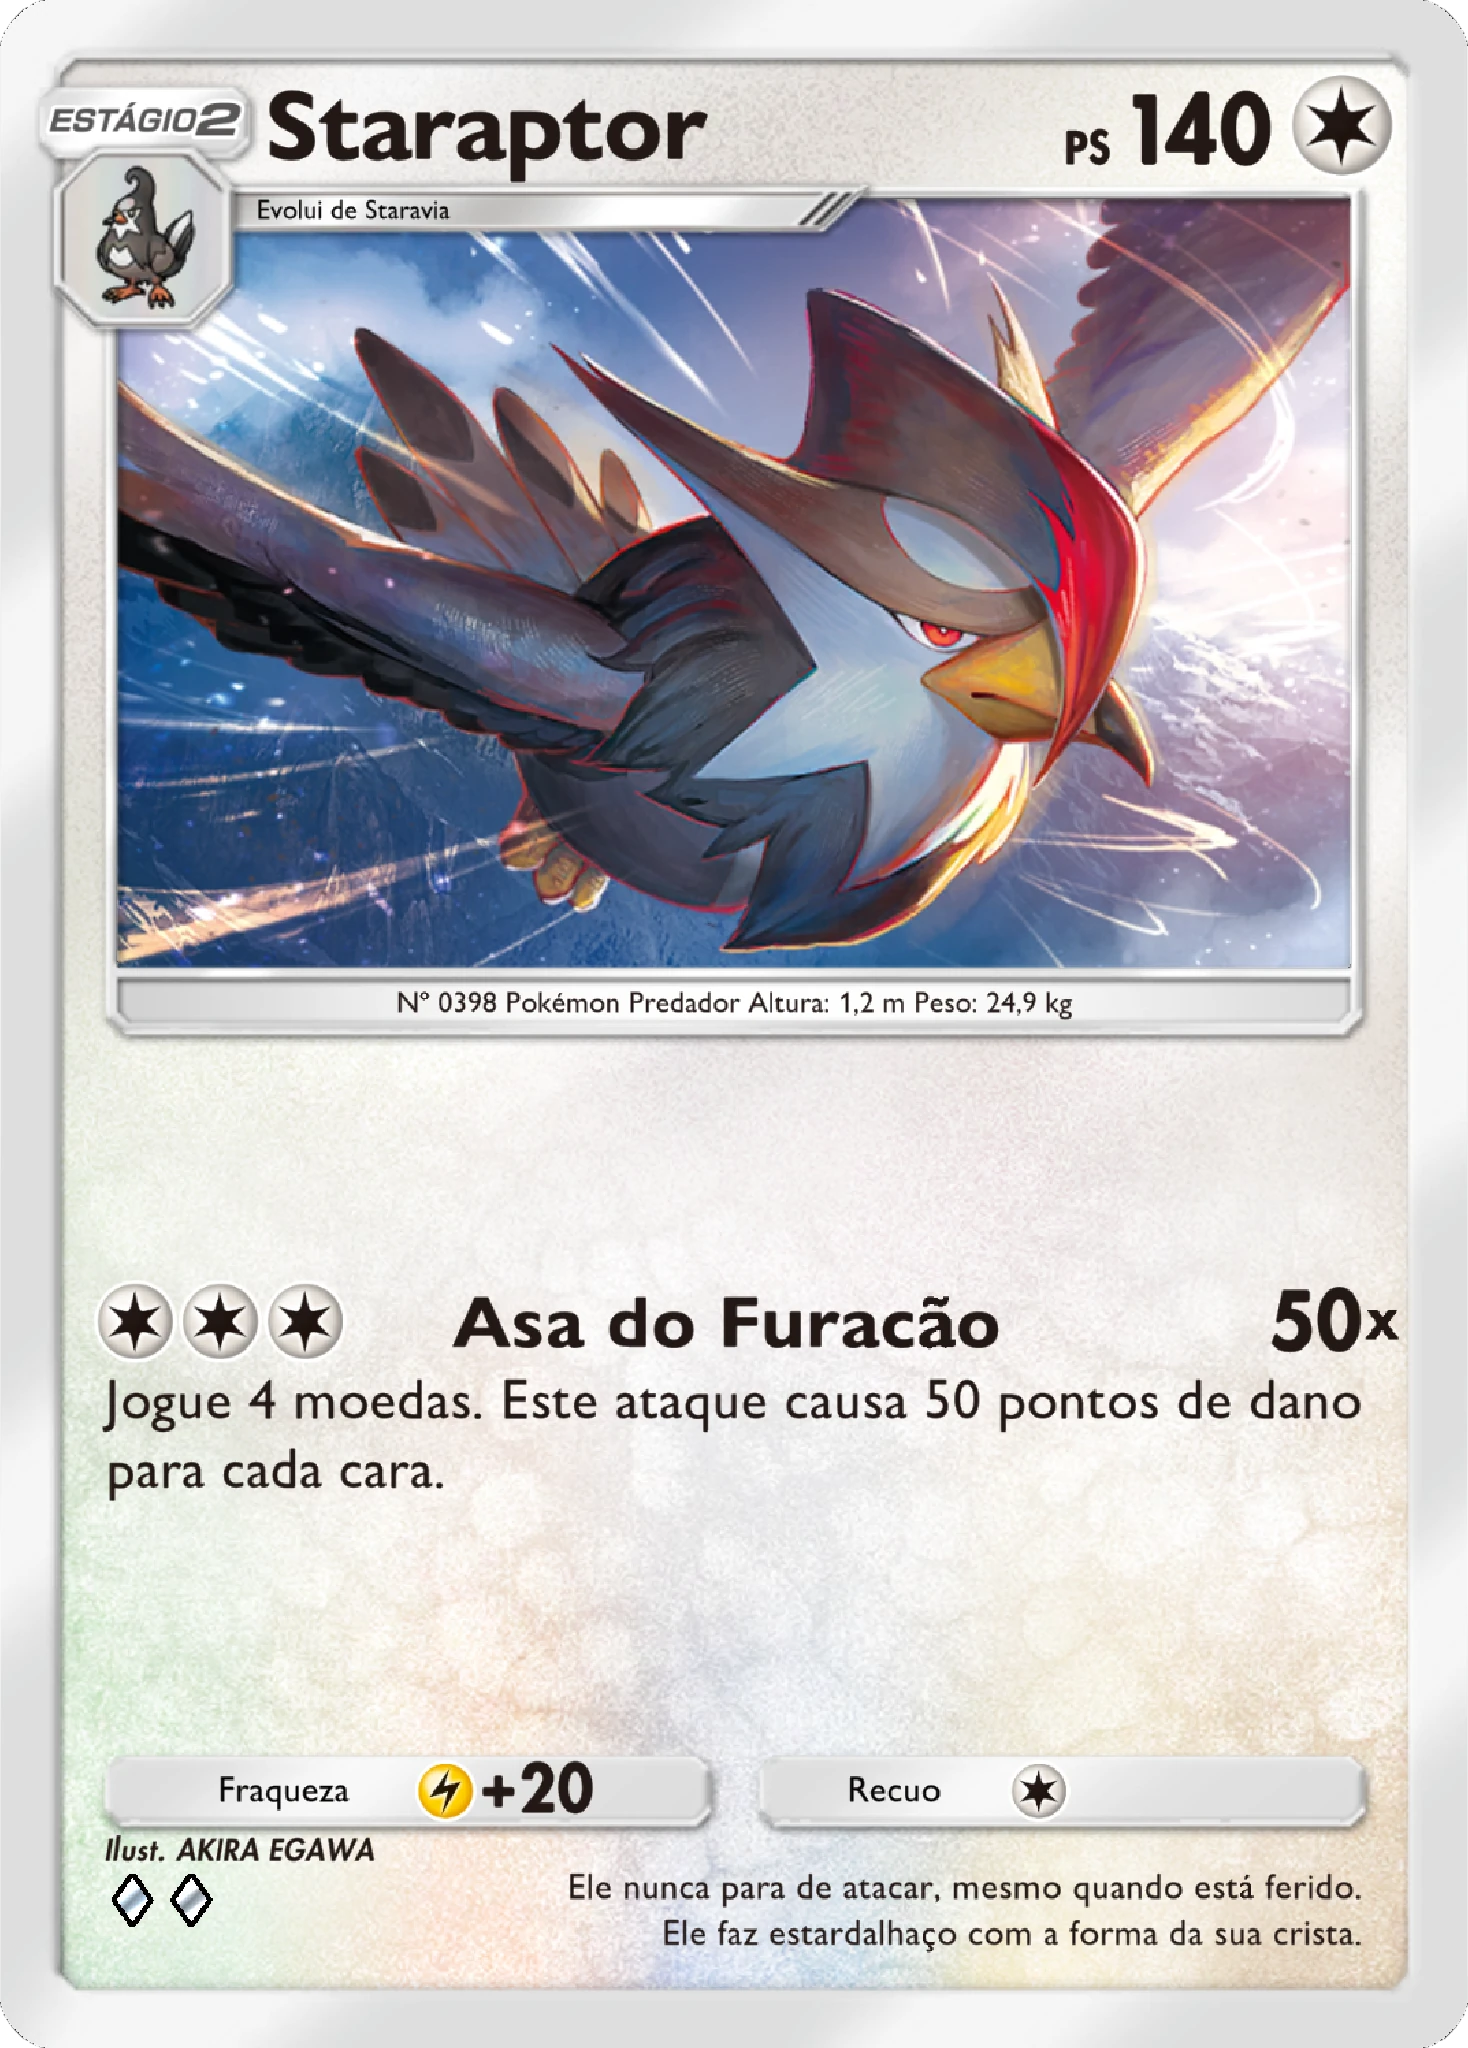 ESTÁGIO2
Staraptor
PS 140
Evolui de Staravia
Nº 0398 Pokémon Predador Altura: 1,2 m Peso: 24,9 kg
Asa do Furacão 50x
Jogue 4 moedas. Este ataque causa 50 pontos de dano
para cada cara.
Fraqueza +20
Recuo
Ilust. AKIRA EGAWA
Ele nunca para de atacar, mesmo quando está ferido.
Ele faz estardalhaço com a forma da sua crista.